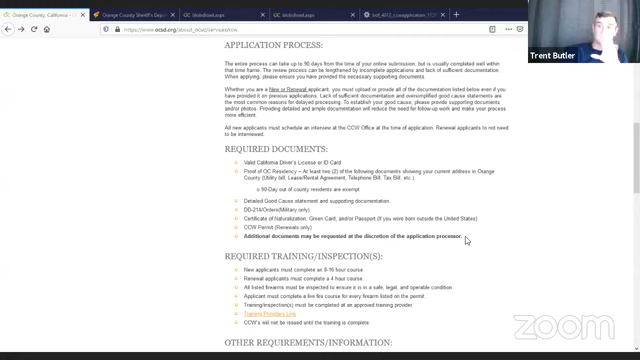 Orange County, California -
Orange County Sheriff's Dep
https://www.ocsd.org/about_ocsd/services/ccw
Trent Butler
APPLICATION PROCESS:
The entire process can take up to 90 days from the time of your online submission, but is usually completed well within
that time frame. The review process can be lengthened by incomplete applications and lack of sufficient documentation.
When applying, please ensure you have provided the necessary supporting documents.
Whether you are a New or Renewal applicant, you must upload or provide all of the documentation listed below even if you
have provided it on previous applications. Lack of sufficient documentation and oversimplified good cause statements are
the most common reasons for delayed processing. To establish your good cause, please provide supporting documents
and/or photos. Providing detailed and ample documentation will reduce the need for follow-up work and make your process
more efficient.
All new applicants must schedule an interview at the CCW Office at the time of application. Renewal applicants to not need to
be interviewed.
REQUIRED DOCUMENTS:
Valid California Driver's License or ID Card
Proof of OC Residency - At least two (2) of the following documents showing your current address in Orange
County (Utility bill, Lease/Rental Agreement, Telephone Bill, Tax Bill, etc.)
90-Day out of county residents are exempt
Detailed Good Cause statement and supporting documentation.
DD-214/Orders(Military only)
Certificate of Naturalization, Green Card, and/or Passport (If you were born outside the United States)
CCW Permit (Renewals only)
Additional documents may be requested at the discretion of the application processor.
REQUIRED TRAINING/INSPECTION(S):
New applicants must complete an 8-16 hour course.
Renewal applicants must complete a 4 hour course.
All listed firearms must be inspected to ensure it is in a safe, legal, and operable condition.
Applicant must complete a live fire course for every firearm listed on the permit.
Training/inspection(s) must be completed at an approved training provider.
Training Providers Link
CCW's will not be issued until the training is complete.
OTHER REQUIREMENTS/INFORMATION:
zoom